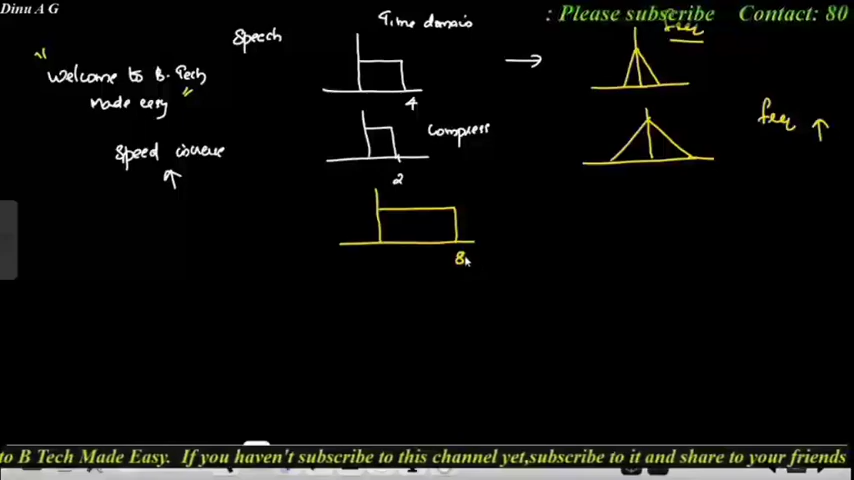 Dinu A G
: Please subscribe Contact: 80
Time domain
freq
Speech
"Welcome to B. Tech
made easy"
4
compress
freq ↑
Speed
↑
2
8
to B Tech Made Easy. If you haven't subscribe to this channel yet,subscribe to it and share to your friends